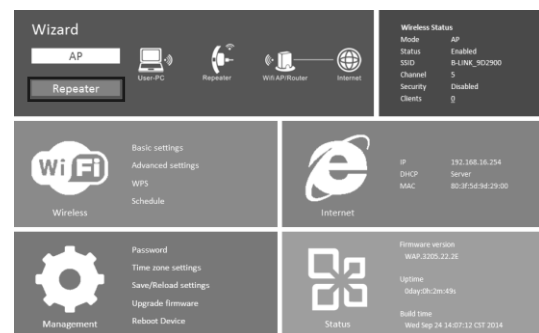 Wizard
AP
Repeater
User-PC
Repeater
Wifi AP/Router
Internet
Wireless Status
Mode AP
Status Enabled
SSID B-LINK_9D2900
Channel 5
Security Disabled
Clients 0
WiFi
Wireless
Basic settings
Advanced settings
WPS
Schedule
Internet
IP 192.168.16.254
DHCP Server
MAC 80:3f:5d:9d:29:00
Management
Password
Time zone settings
Save/Reload settings
Upgrade firmware
Reboot Device
Status
Firmware version
WAP.3205.22.2E
Uptime
0day:0h:2m:49s
Build time
Wed Sep 24 14:07:12 CST 2014